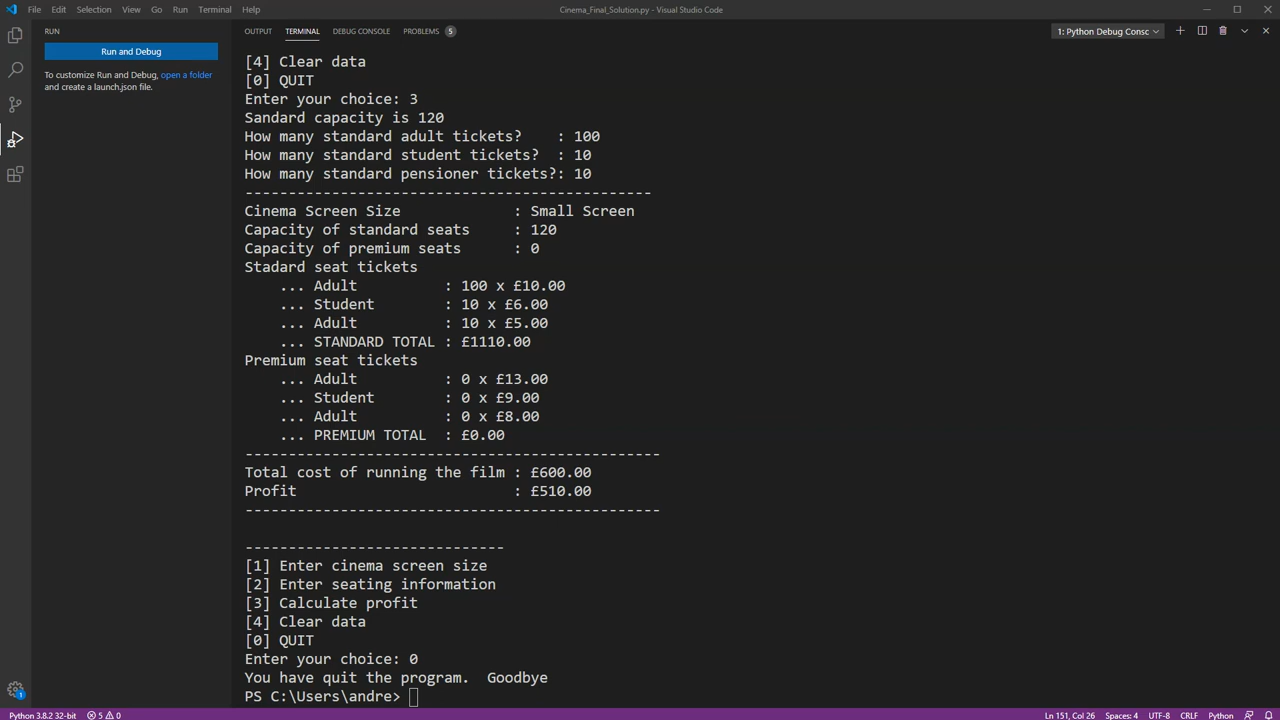 File Edit Selection View Go Run Terminal Help
Cinema_Final_Solution.py - Visual Studio Code
RUN
Run and Debug
To customize Run and Debug, open a folder
and create a launch.json file.
OUTPUT TERMINAL DEBUG CONSOLE PROBLEMS 5
1: Python Debug Consc
[4] Clear data
[0] QUIT
Enter your choice: 3
Sandard capacity is 120
How many standard adult tickets?    : 100
How many standard student tickets?  : 10
How many standard pensioner tickets?: 10
-----------------------------------------------
Cinema Screen Size             : Small Screen
Capacity of standard seats     : 120
Capacity of premium seats      : 0
Stadard seat tickets
    ... Adult          : 100 x £10.00
    ... Student        : 10 x £6.00
    ... Adult          : 10 x £5.00
    ... STANDARD TOTAL : £1110.00
Premium seat tickets
    ... Adult          : 0 x £13.00
    ... Student        : 0 x £9.00
    ... Adult          : 0 x £8.00
    ... PREMIUM TOTAL  : £0.00
------------------------------------------------
Total cost of running the film : £600.00
Profit                         : £510.00
------------------------------------------------
------------------------------
[1] Enter cinema screen size
[2] Enter seating information
[3] Calculate profit
[4] Clear data
[0] QUIT
Enter your choice: 0
You have quit the program.  Goodbye
PS C:\Users\andre>
1
Python 3.8.2 32-bit 5 0 Ln 151, Col 26 Spaces: 4 UTF-8 CRLF Python